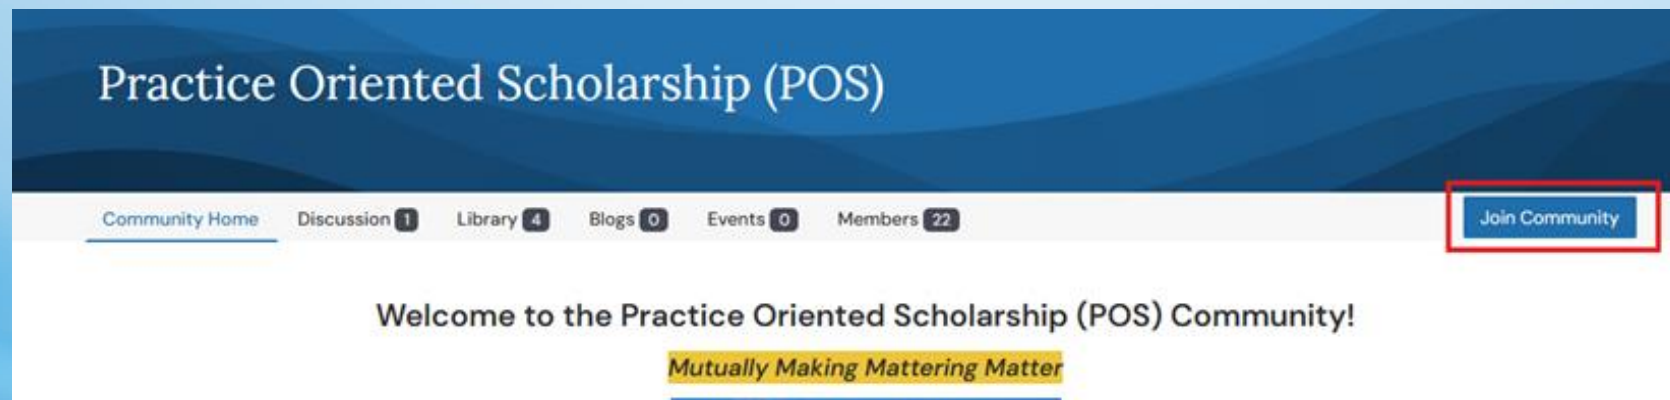 Practice Oriented Scholarship (POS)
Community Home Discussion 1 Library 4 Blogs 0 Events 0 Members 22 Join Community
Welcome to the Practice Oriented Scholarship (POS) Community!
Mutually Making Mattering Matter